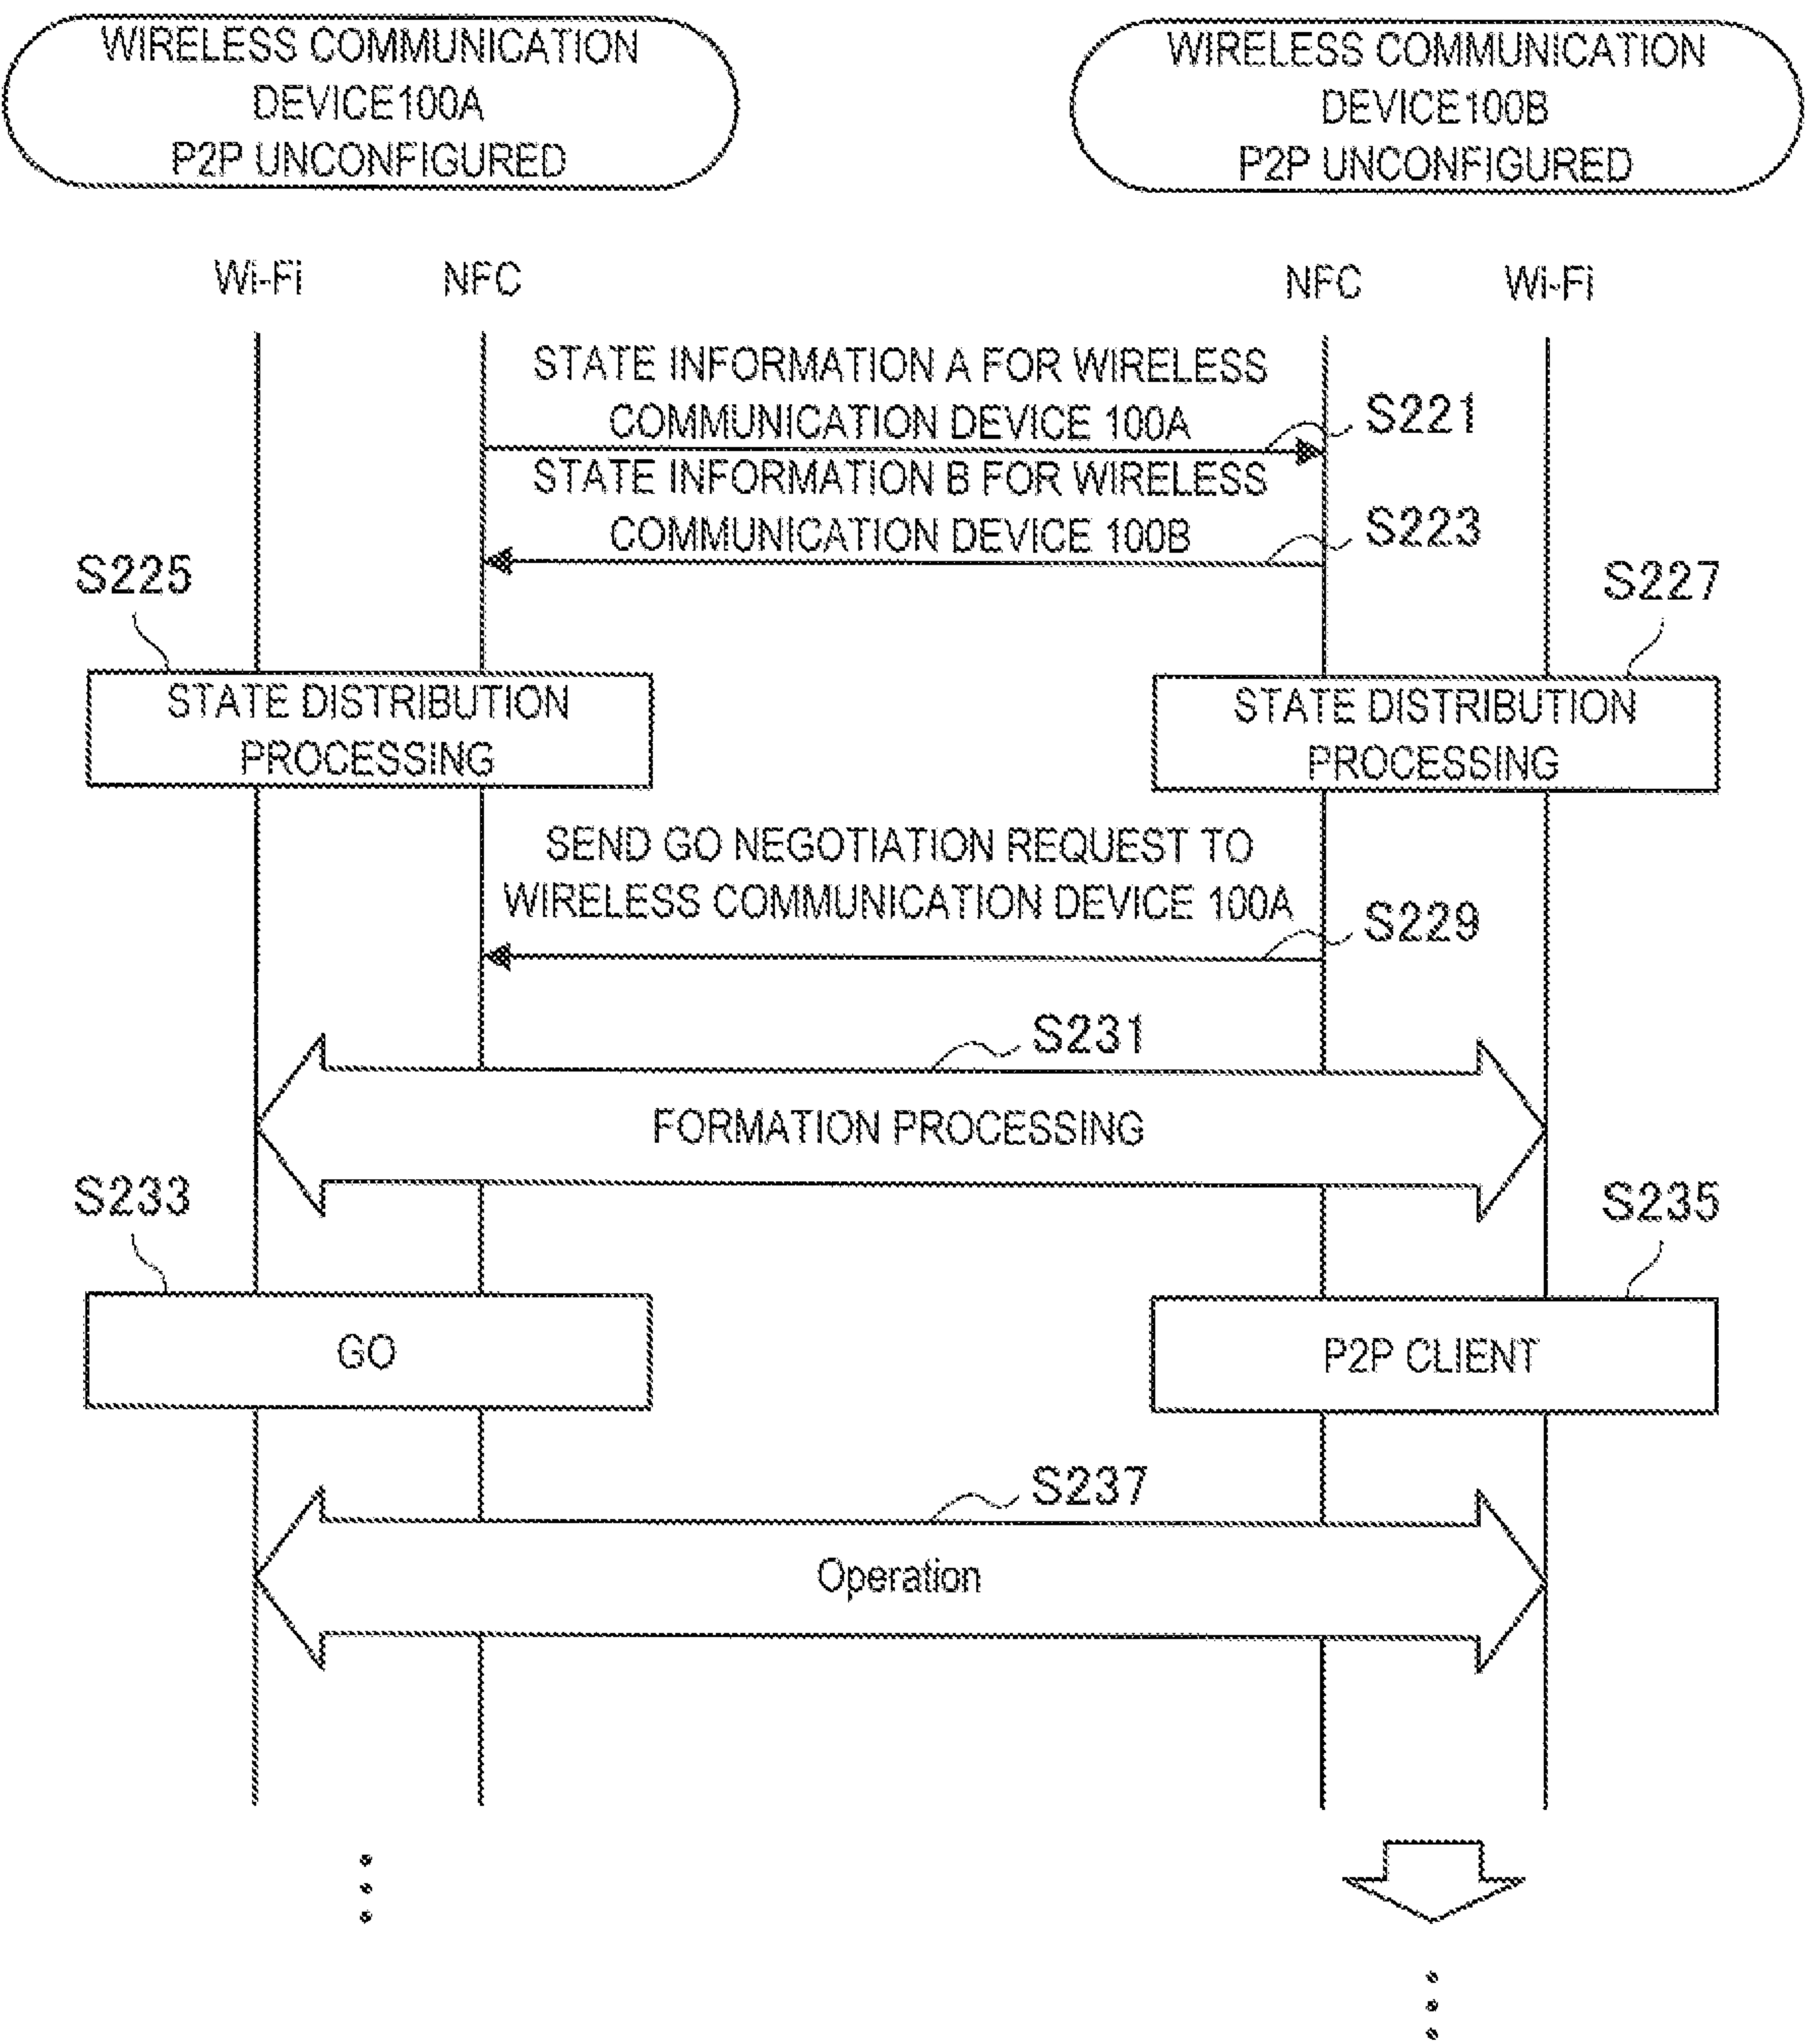 WIRELESS COMMUNICATION
DEVICE100A
P2P UNCONFIGURED
WIRELESS COMMUNICATION
DEVICE100B
P2P UNCONFIGURED
Wi-Fi
NFC
NFC
Wi-Fi
STATE INFORMATION A FOR WIRELESS
COMMUNICATION DEVICE 100A
S221
STATE INFORMATION B FOR WIRELESS
COMMUNICATION DEVICE 100B
S223
S225
S227
STATE DISTRIBUTION
PROCESSING
STATE DISTRIBUTION
PROCESSING
SEND GO NEGOTIATION REQUEST TO
WIRELESS COMMUNICATION DEVICE 100A
S229
S231
FORMATION PROCESSING
S233
S235
GO
P2P CLIENT
S237
Operation